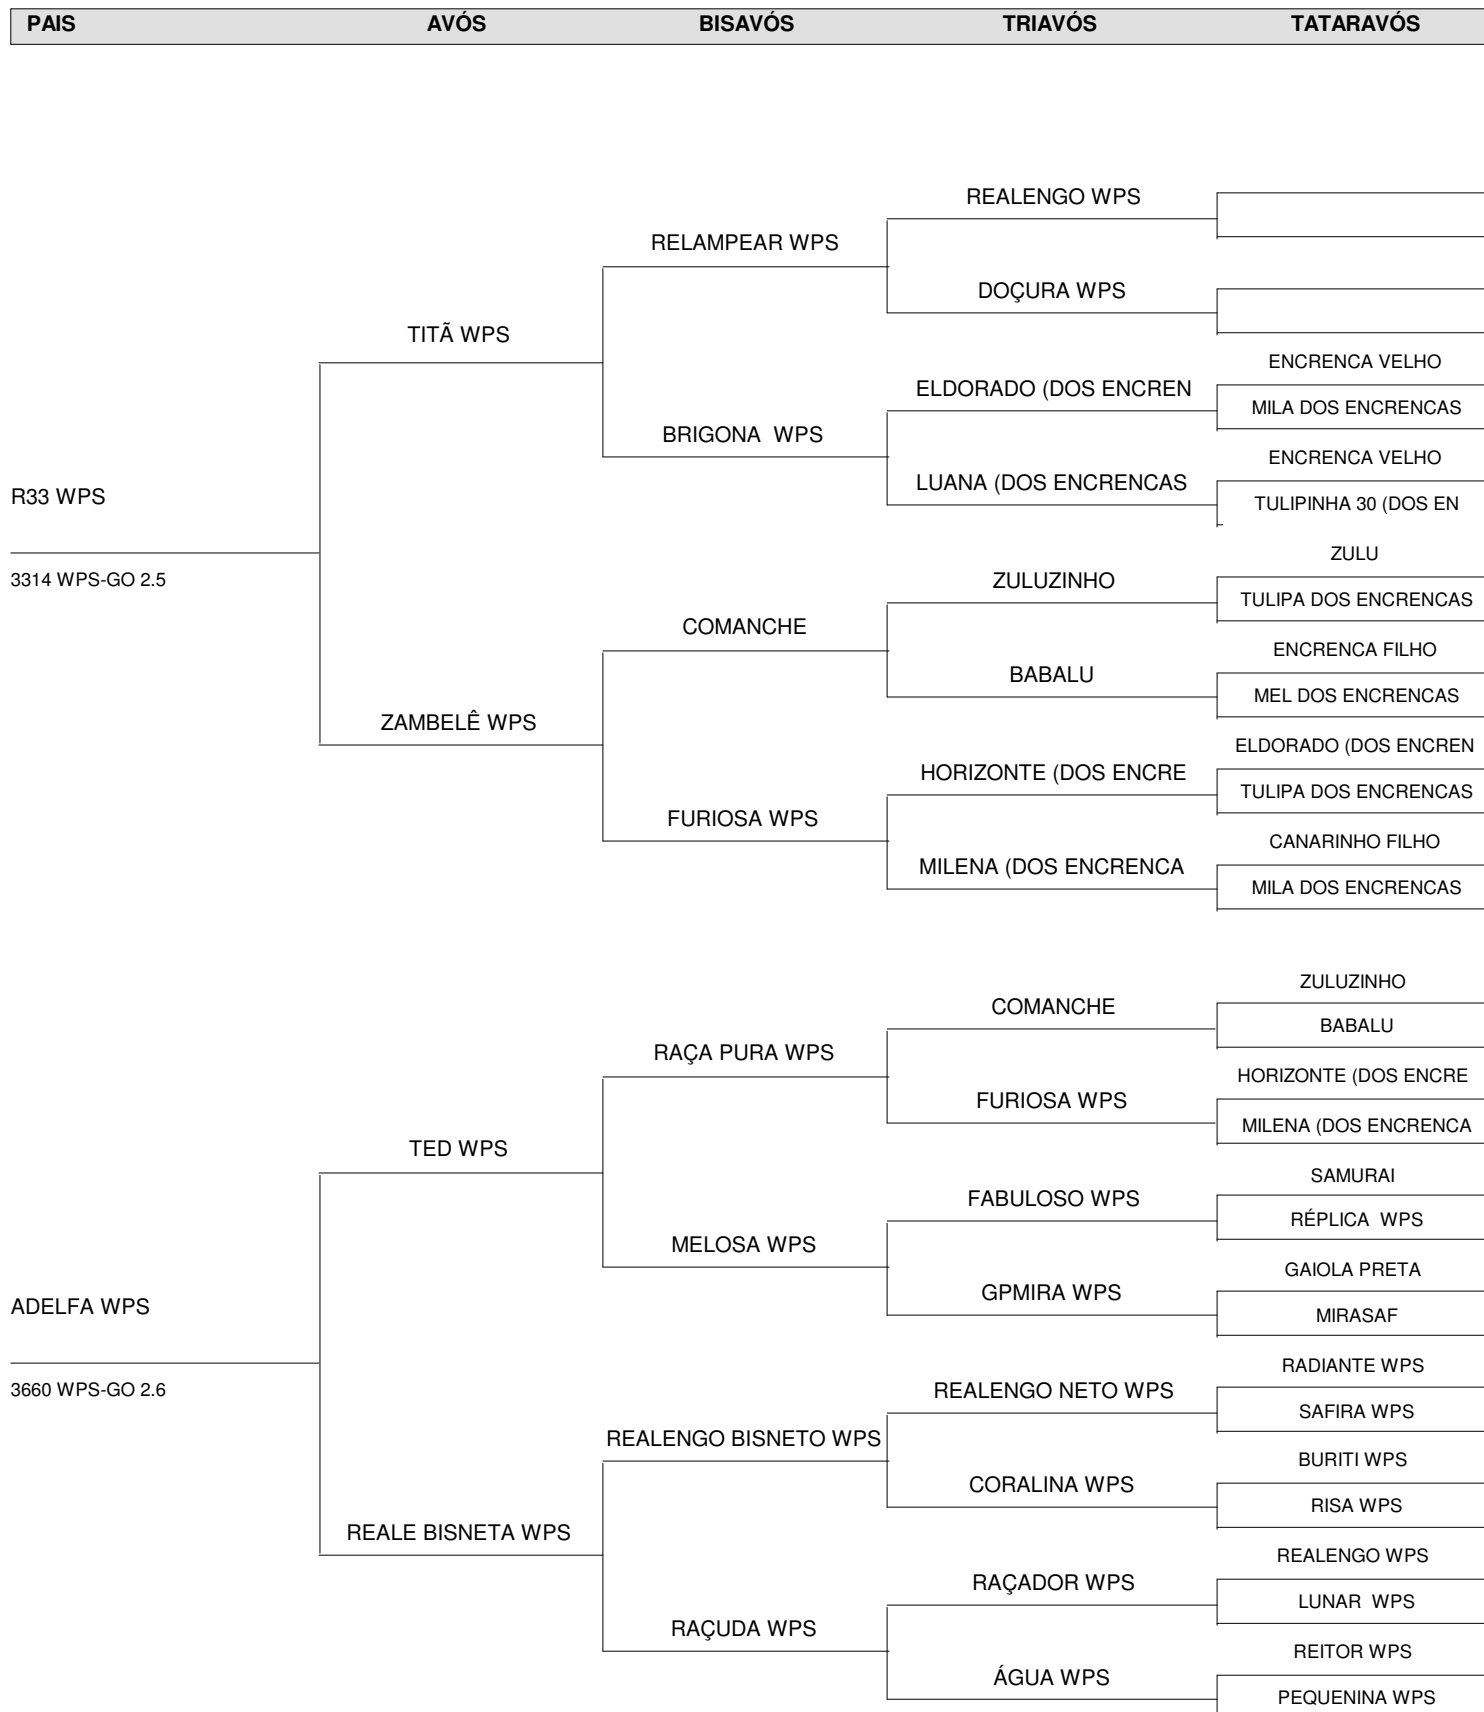 PAIS AVÓS BISAVÓS TRIAVÓS TATARAVÓS
REALENGO WPS
RELAMPEAR WPS
DOÇURA WPS
TITÃ WPS
ENCRENCA VELHO
ELDORADO (DOS ENCREN
MILA DOS ENCRENCAS
BRIGONA WPS
ENCRENCA VELHO
LUANA (DOS ENCRENCAS
R33 WPS
TULIPINHA 30 (DOS EN
ZULU
3314 WPS-GO 2.5
ZULUZINHO
TULIPA DOS ENCRENCAS
COMANCHE
ENCRENCA FILHO
BABALU
MEL DOS ENCRENCAS
ZAMBELÊ WPS
ELDORADO (DOS ENCREN
HORIZONTE (DOS ENCRE
TULIPA DOS ENCRENCAS
FURIOSA WPS
CANARINHO FILHO
MILENA (DOS ENCRENCA
MILA DOS ENCRENCAS
ZULUZINHO
COMANCHE
BABALU
RAÇA PURA WPS
HORIZONTE (DOS ENCRE
FURIOSA WPS
MILENA (DOS ENCRENCA
TED WPS
SAMURAI
FABULOSO WPS
RÉPLICA WPS
MELOSA WPS
GAIOLA PRETA
GPMIRA WPS
ADELFA WPS
MIRASAF
RADIANTE WPS
3660 WPS-GO 2.6
REALENGO NETO WPS
SAFIRA WPS
REALENGO BISNETO WPS
BURITI WPS
CORALINA WPS
RISA WPS
REALE BISNETA WPS
REALENGO WPS
RAÇADOR WPS
LUNAR WPS
RAÇUDA WPS
REITOR WPS
ÁGUA WPS
PEQUENINA WPS